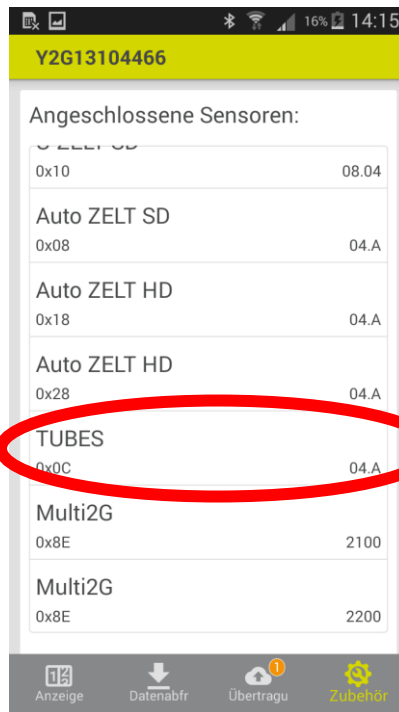 16% 14:15
Y2G13104466
Angeschlossene Sensoren:
0x10 08.04
Auto ZELT SD
0x08 04.A
Auto ZELT HD
0x18 04.A
Auto ZELT HD
0x28 04.A
TUBES
0x0C 04.A
Multi2G
0x8E 2100
Multi2G
0x8E 2200
1
Anzeige Datenabfr Übertragu Zubehör